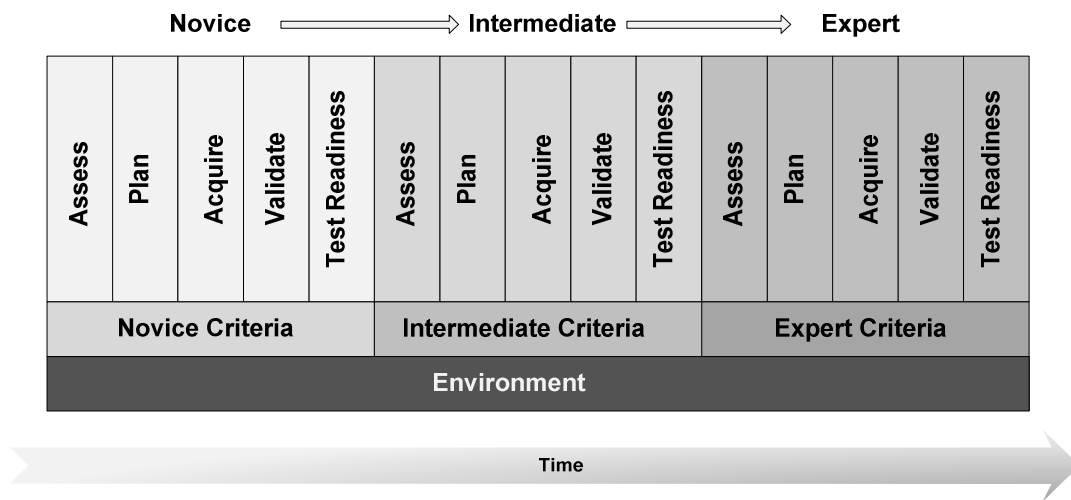 Novice Intermediate Expert
Assess
Plan
Acquire
Validate
Test Readiness
Assess
Plan
Acquire
Validate
Test Readiness
Assess
Plan
Acquire
Validate
Test Readiness
Novice Criteria Intermediate Criteria Expert Criteria
Environment
Time